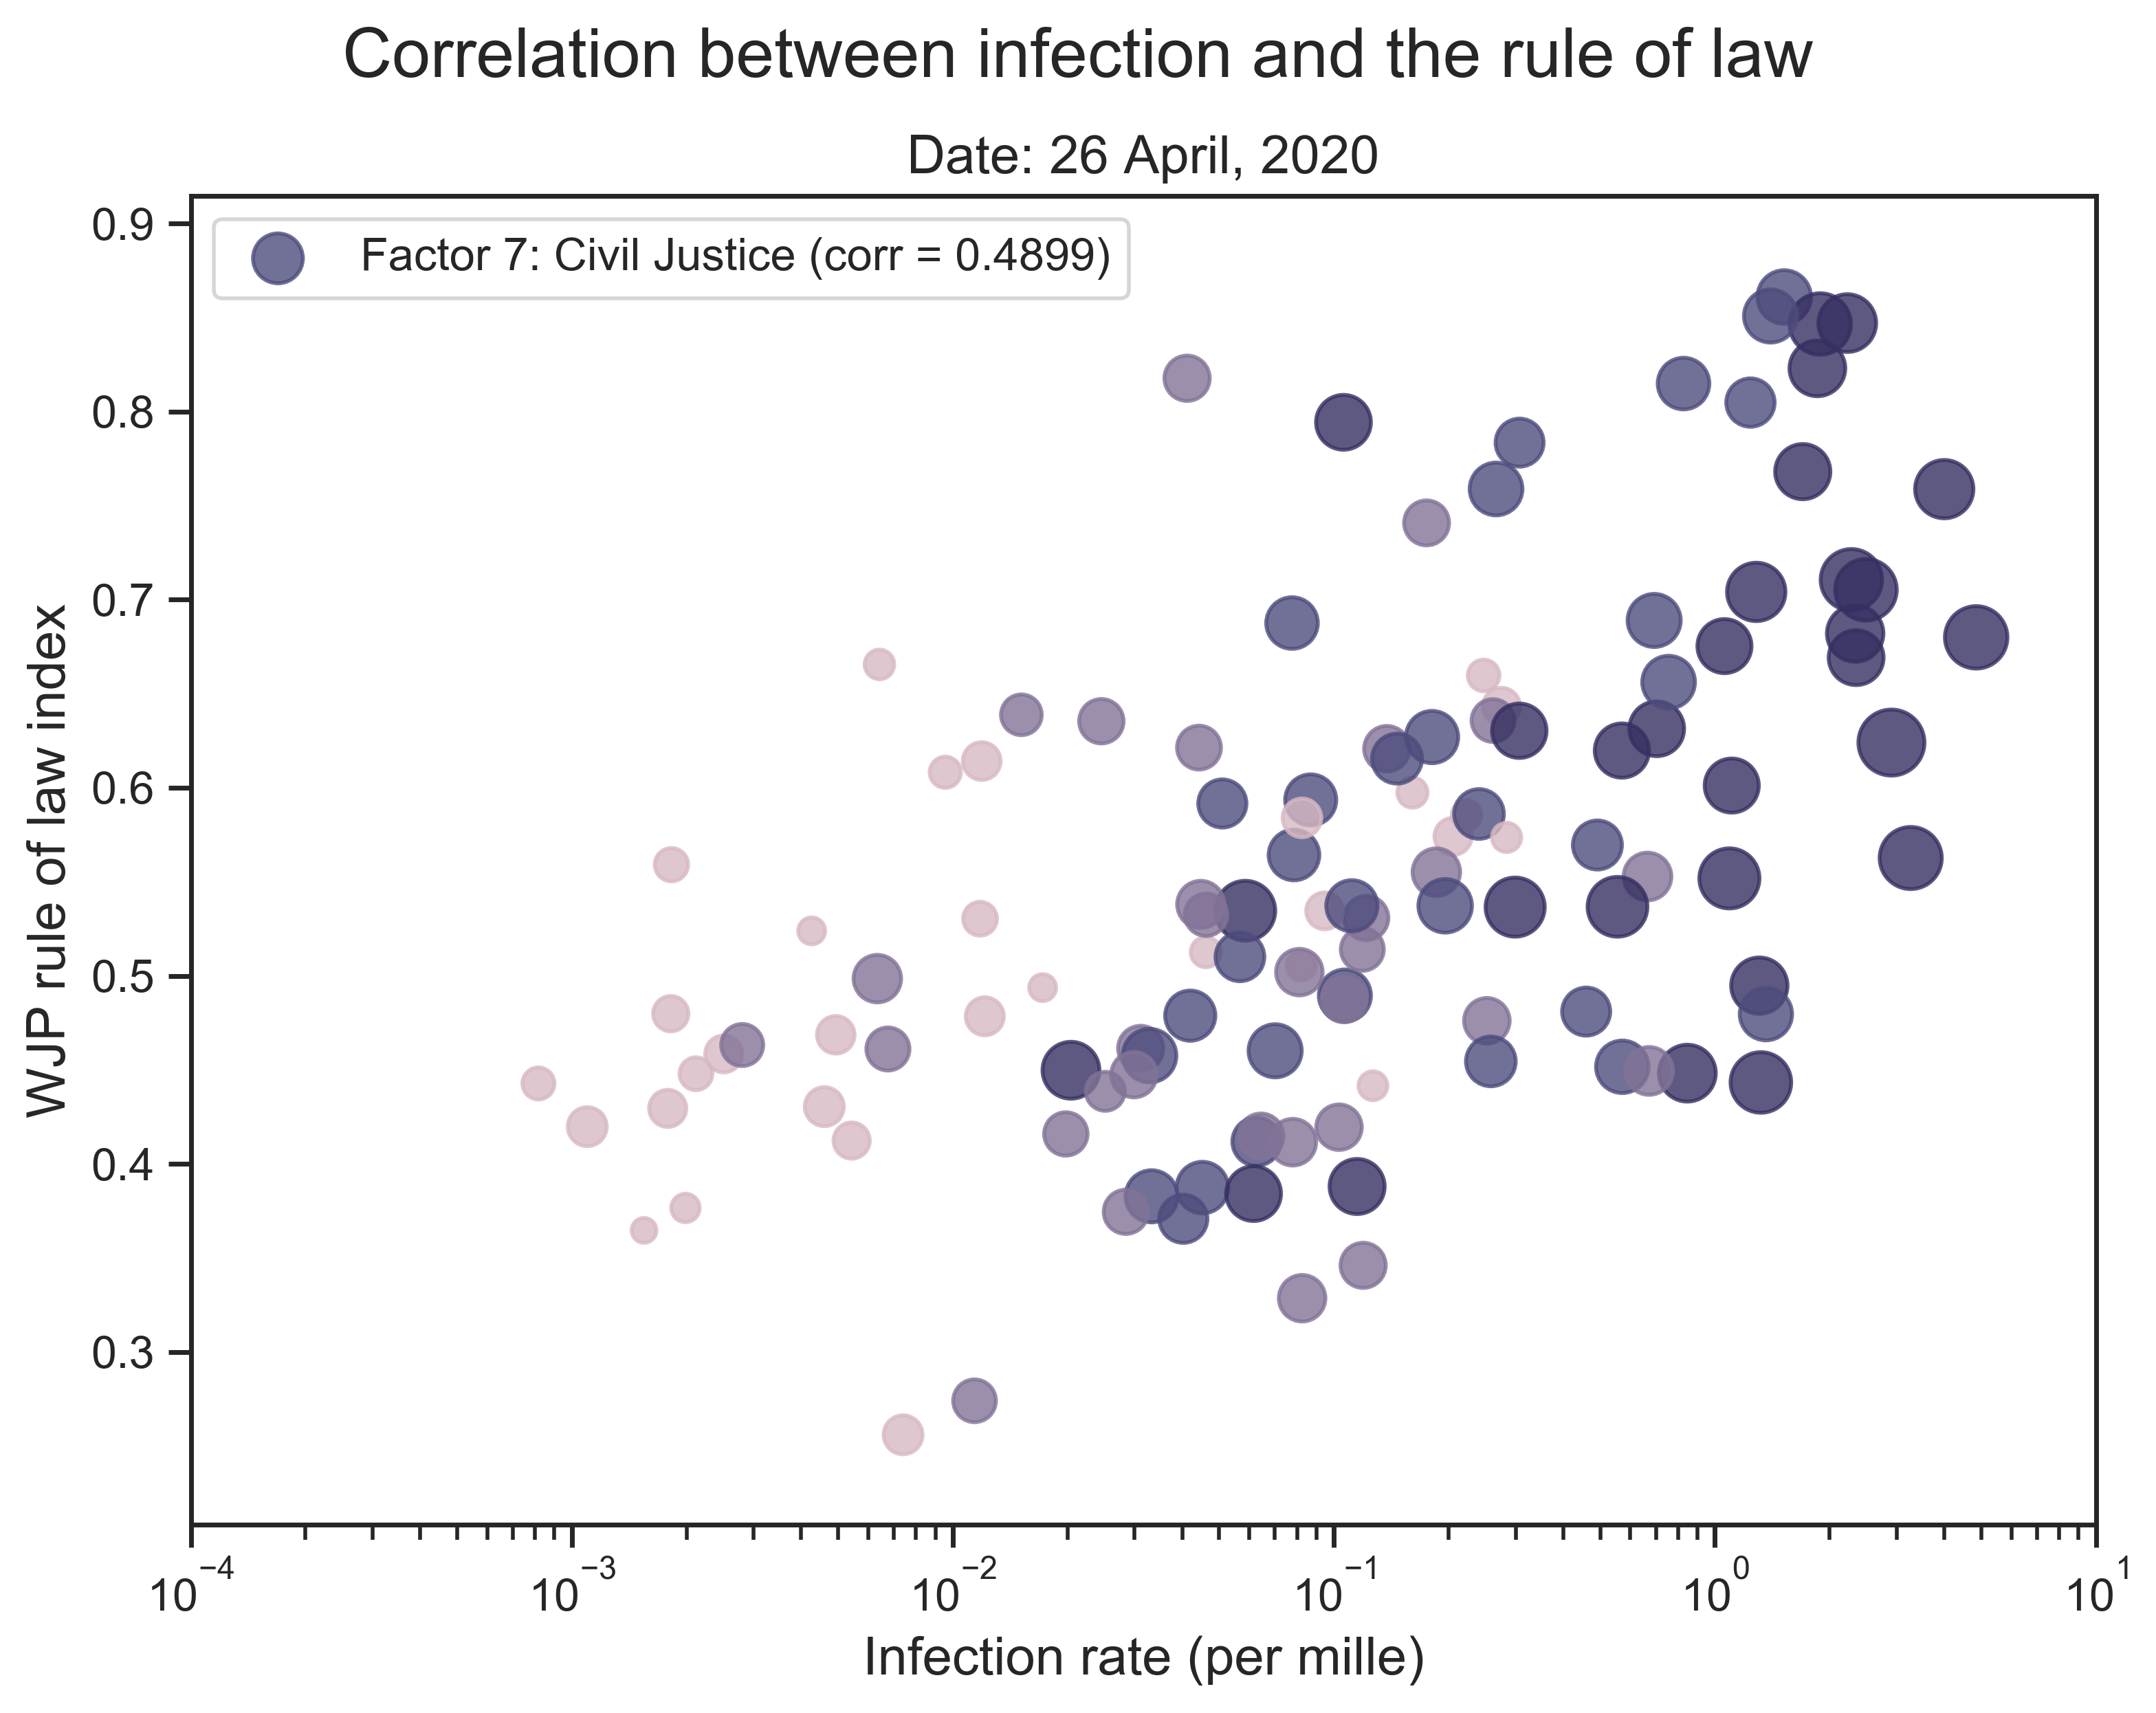 Correlation between infection and the rule of law
Date: 26 April, 2020
Factor 7: Civil Justice (corr = 0.4899)
WJP rule of law index
0.9
0.8
0.7
0.6
0.5
0.4
0.3
10⁻⁴ 10⁻³ 10⁻² 10⁻¹ 10⁰ 10¹
Infection rate (per mille)